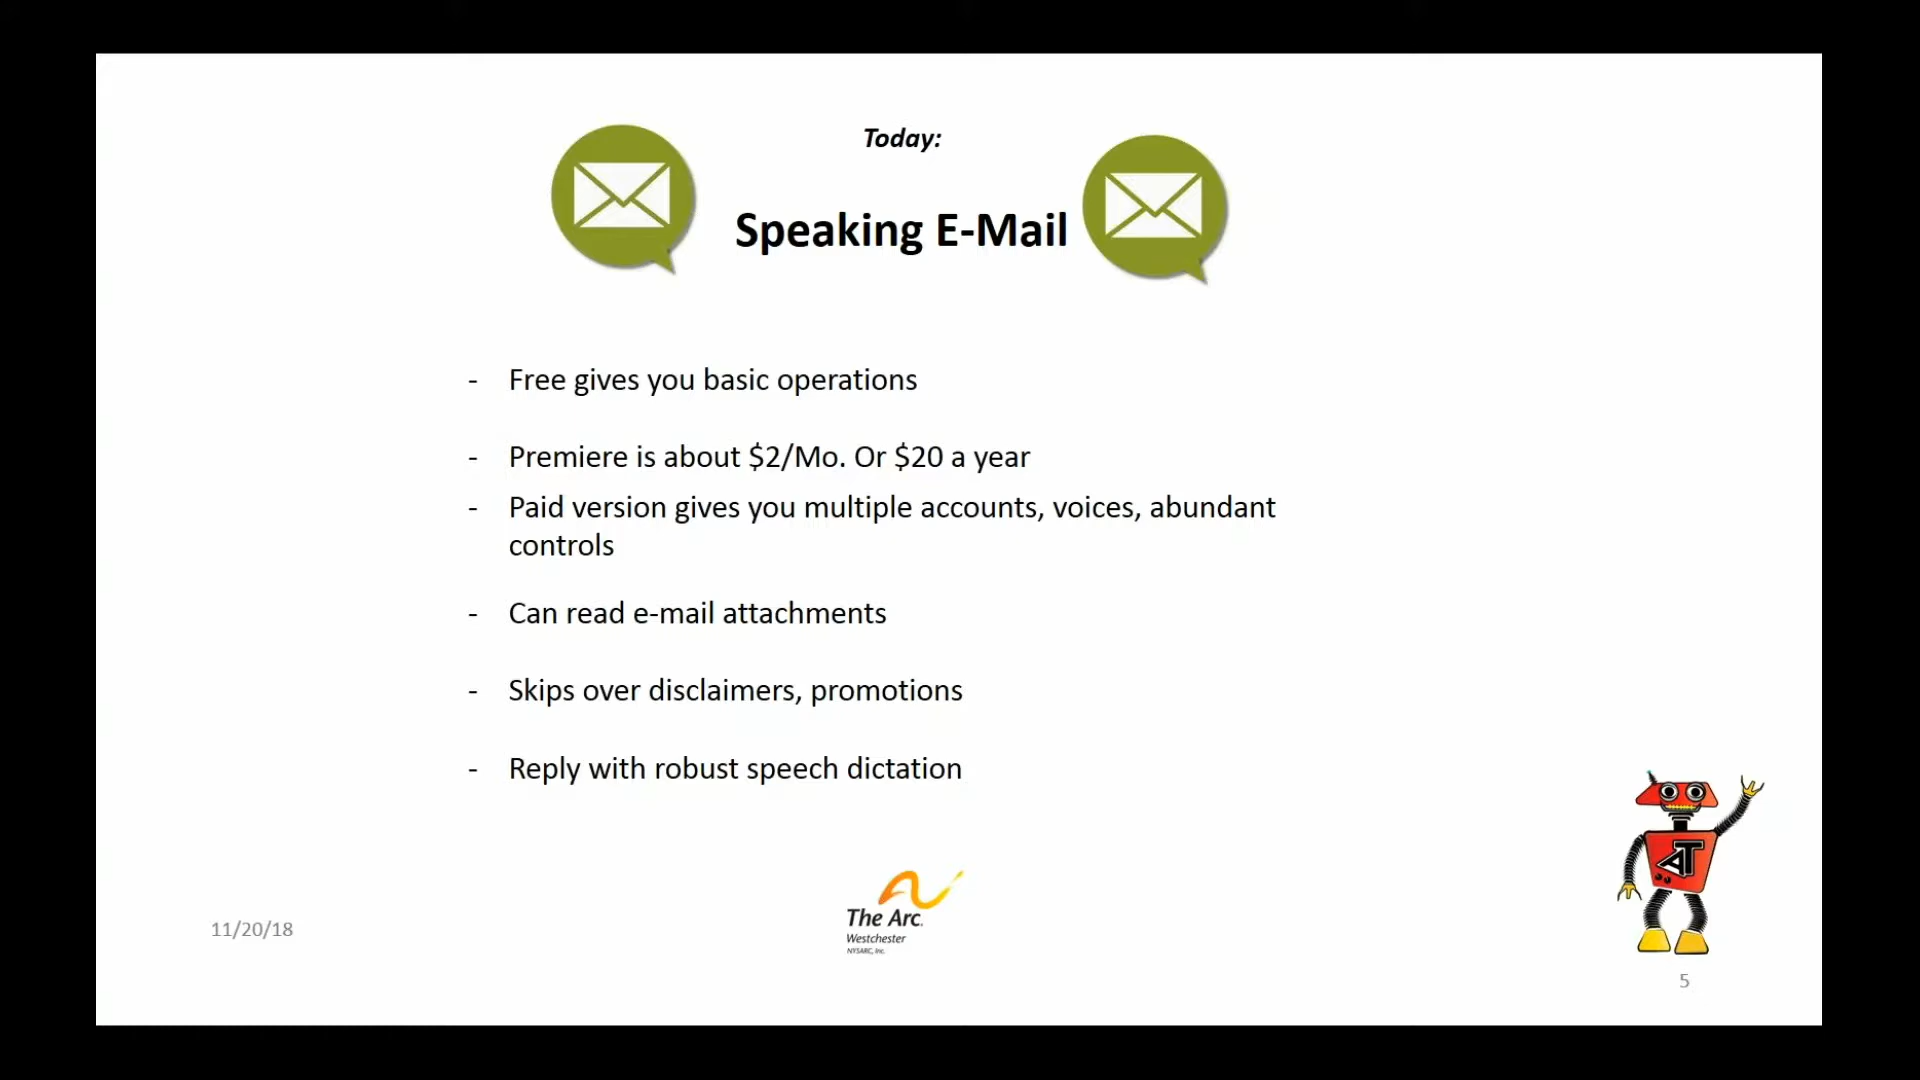 Today:
Speaking E-Mail
- Free gives you basic operations
- Premiere is about $2/Mo. Or $20 a year
- Paid version gives you multiple accounts, voices, abundant
controls
- Can read e-mail attachments
- Skips over disclaimers, promotions
- Reply with robust speech dictation
AT
The Arc.
Westchester
NYSARC, Inc.
11/20/18
5